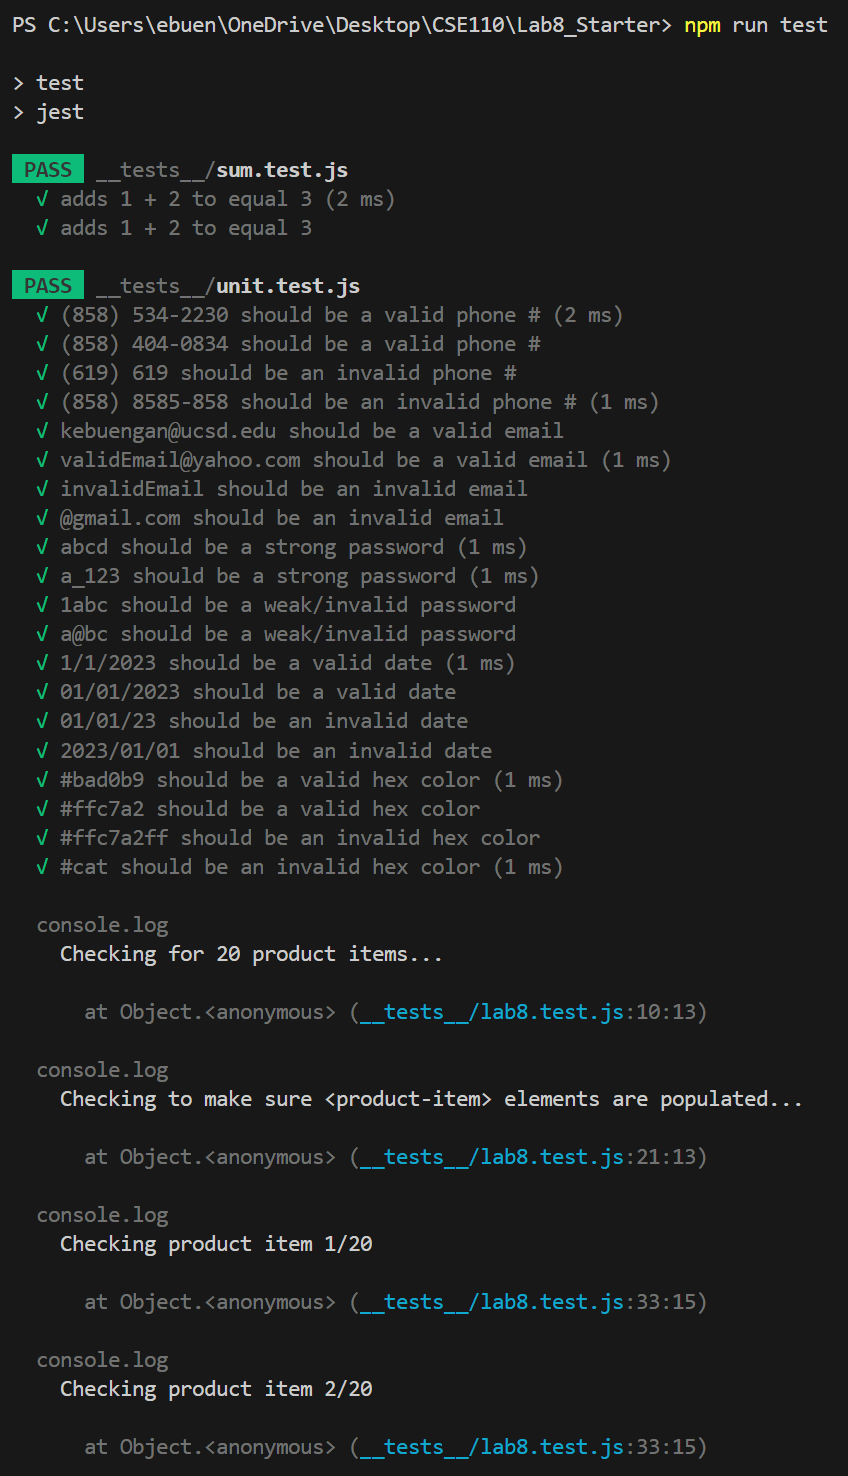 PS C:\Users\ebuen\OneDrive\Desktop\CSE110\Lab8_Starter> npm run test
> test
> jest
PASS __tests__/sum.test.js
√ adds 1 + 2 to equal 3 (2 ms)
√ adds 1 + 2 to equal 3
PASS __tests__/unit.test.js
√ (858) 534-2230 should be a valid phone # (2 ms)
√ (858) 404-0834 should be a valid phone #
√ (619) 619 should be an invalid phone #
√ (858) 8585-858 should be an invalid phone # (1 ms)
√ kebuengan@ucsd.edu should be a valid email
√ validEmail@yahoo.com should be a valid email (1 ms)
√ invalidEmail should be an invalid email
√ @gmail.com should be an invalid email
√ abcd should be a strong password (1 ms)
√ a_123 should be a strong password (1 ms)
√ 1abc should be a weak/invalid password
√ a@bc should be a weak/invalid password
√ 1/1/2023 should be a valid date (1 ms)
√ 01/01/2023 should be a valid date
√ 01/01/23 should be an invalid date
√ 2023/01/01 should be an invalid date
√ #bad0b9 should be a valid hex color (1 ms)
√ #ffc7a2 should be a valid hex color
√ #ffc7a2ff should be an invalid hex color
√ #cat should be an invalid hex color (1 ms)
console.log
Checking for 20 product items...
at Object.<anonymous> (__tests__/lab8.test.js:10:13)
console.log
Checking to make sure <product-item> elements are populated...
at Object.<anonymous> (__tests__/lab8.test.js:21:13)
console.log
Checking product item 1/20
at Object.<anonymous> (__tests__/lab8.test.js:33:15)
console.log
Checking product item 2/20
at Object.<anonymous> (__tests__/lab8.test.js:33:15)